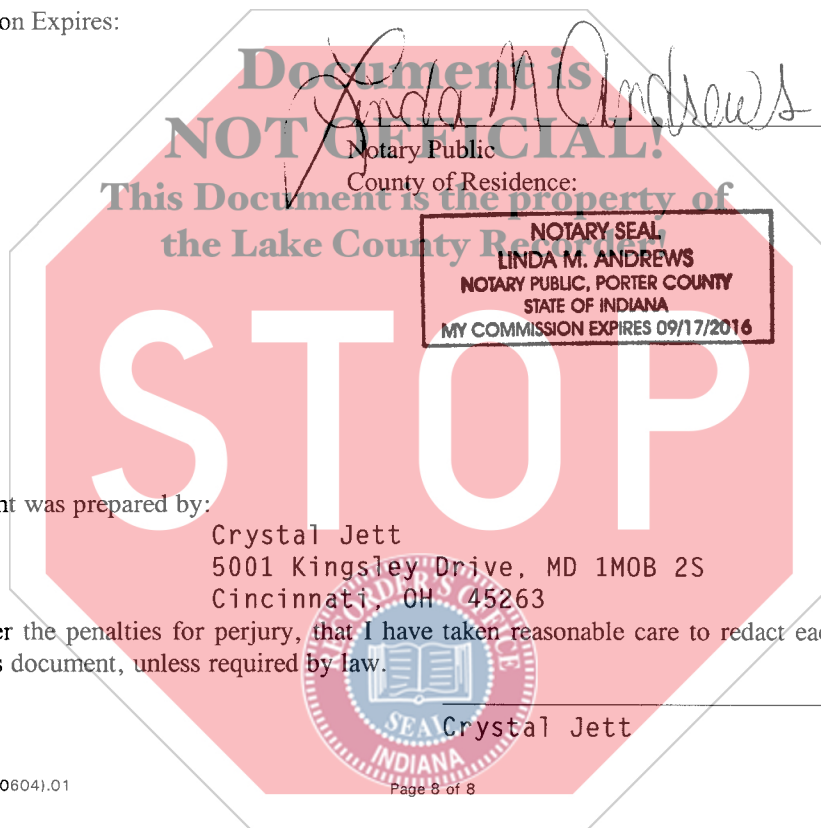 on Expires:
Document is
NOT OFFICIAL!
This Document is the property of
the Lake County Recorder!
Linda M Andrews
Notary Public
County of Residence:
NOTARY SEAL
LINDA M. ANDREWS
NOTARY PUBLIC, PORTER COUNTY
STATE OF INDIANA
MY COMMISSION EXPIRES 09/17/2016
STOP
nt was prepared by:
Crystal Jett
5001 Kingsley Drive, MD 1MOB 2S
Cincinnati, OH 45263
er the penalties for perjury, that I have taken reasonable care to redact eac
s document, unless required by law.
RECORDER'S OFFICE
SEAL
INDIANA
Crystal Jett
0604).01
Page 8 of 8